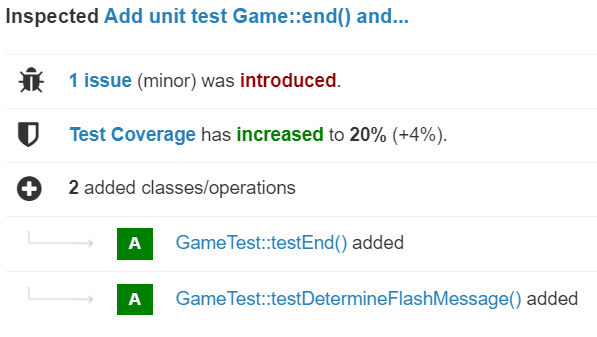 Inspected Add unit test Game::end() and...
1 issue (minor) was introduced.
Test Coverage has increased to 20% (+4%).
2 added classes/operations
A GameTest::testEnd() added
A GameTest::testDetermineFlashMessage() added